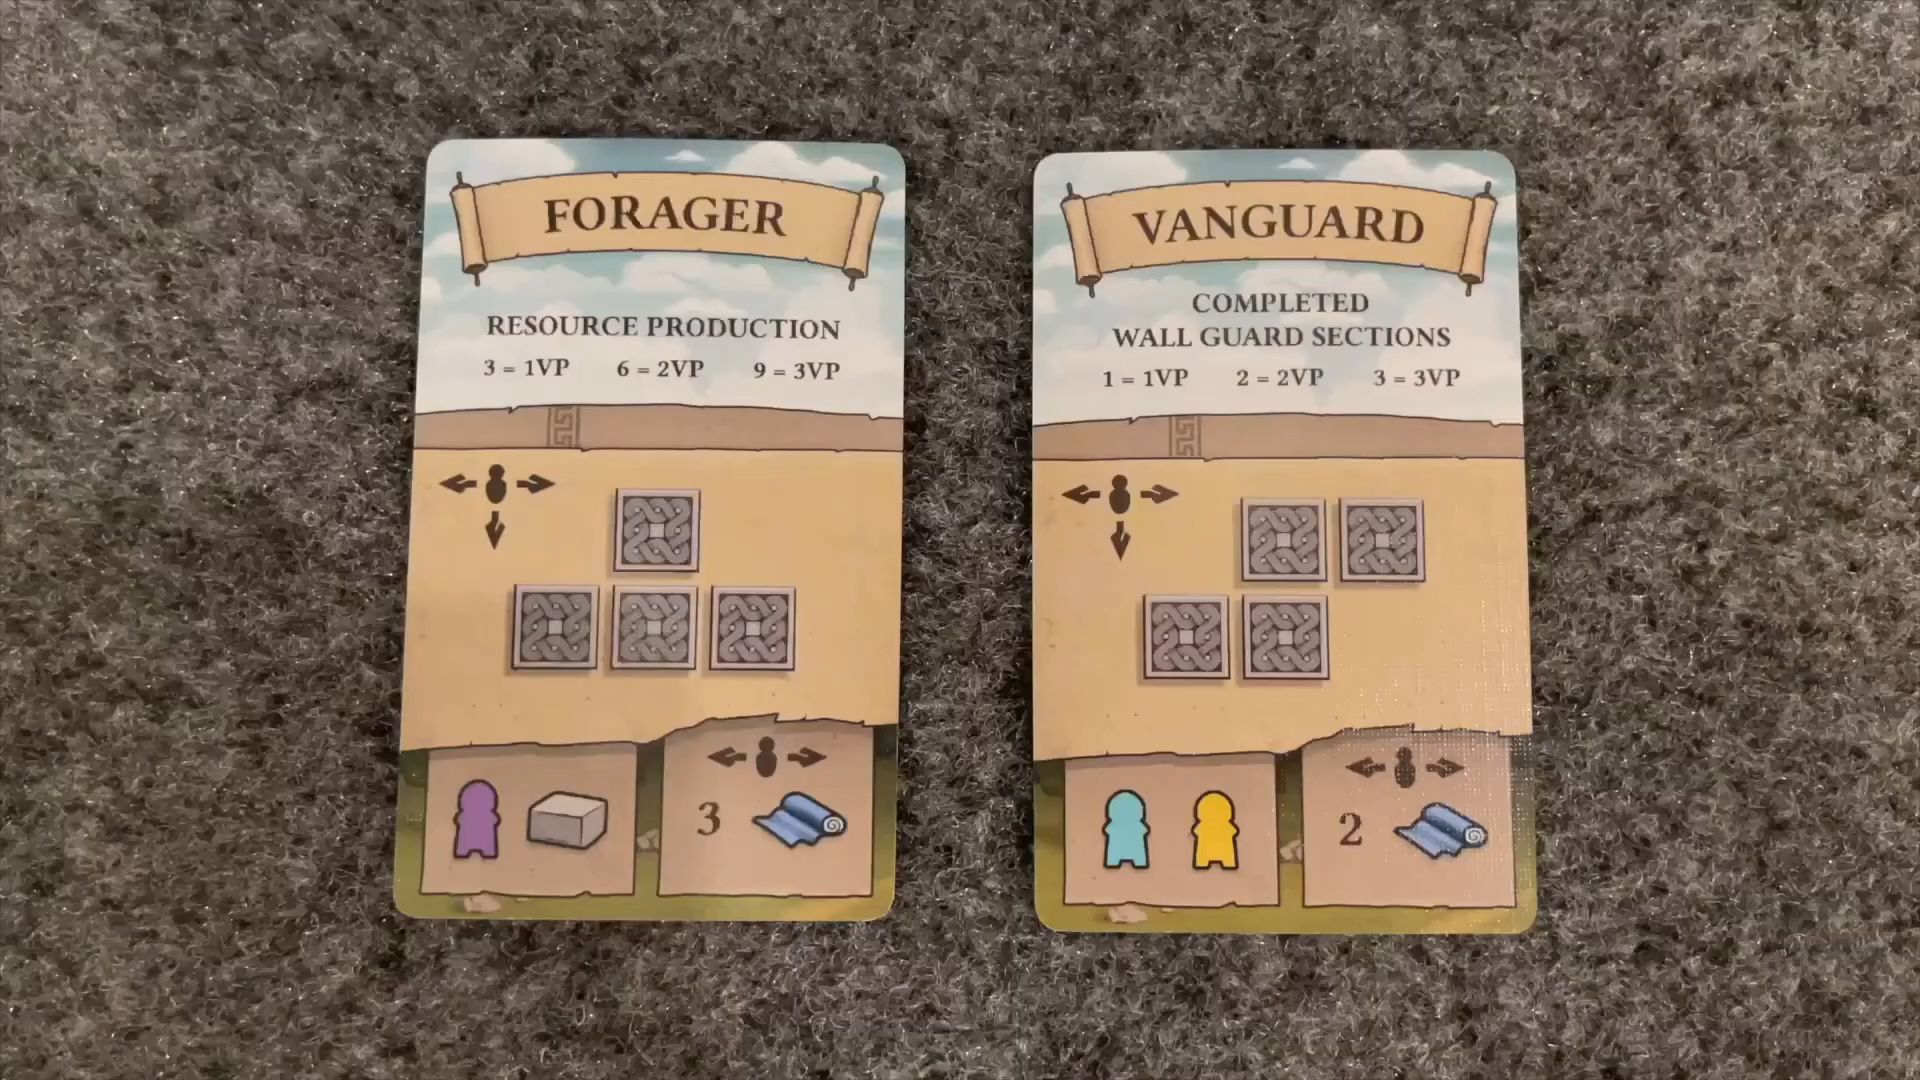 FORAGER
RESOURCE PRODUCTION
3 = 1VP 6 = 2VP 9 = 3VP
3
VANGUARD
COMPLETED
WALL GUARD SECTIONS
1 = 1VP 2 = 2VP 3 = 3VP
2